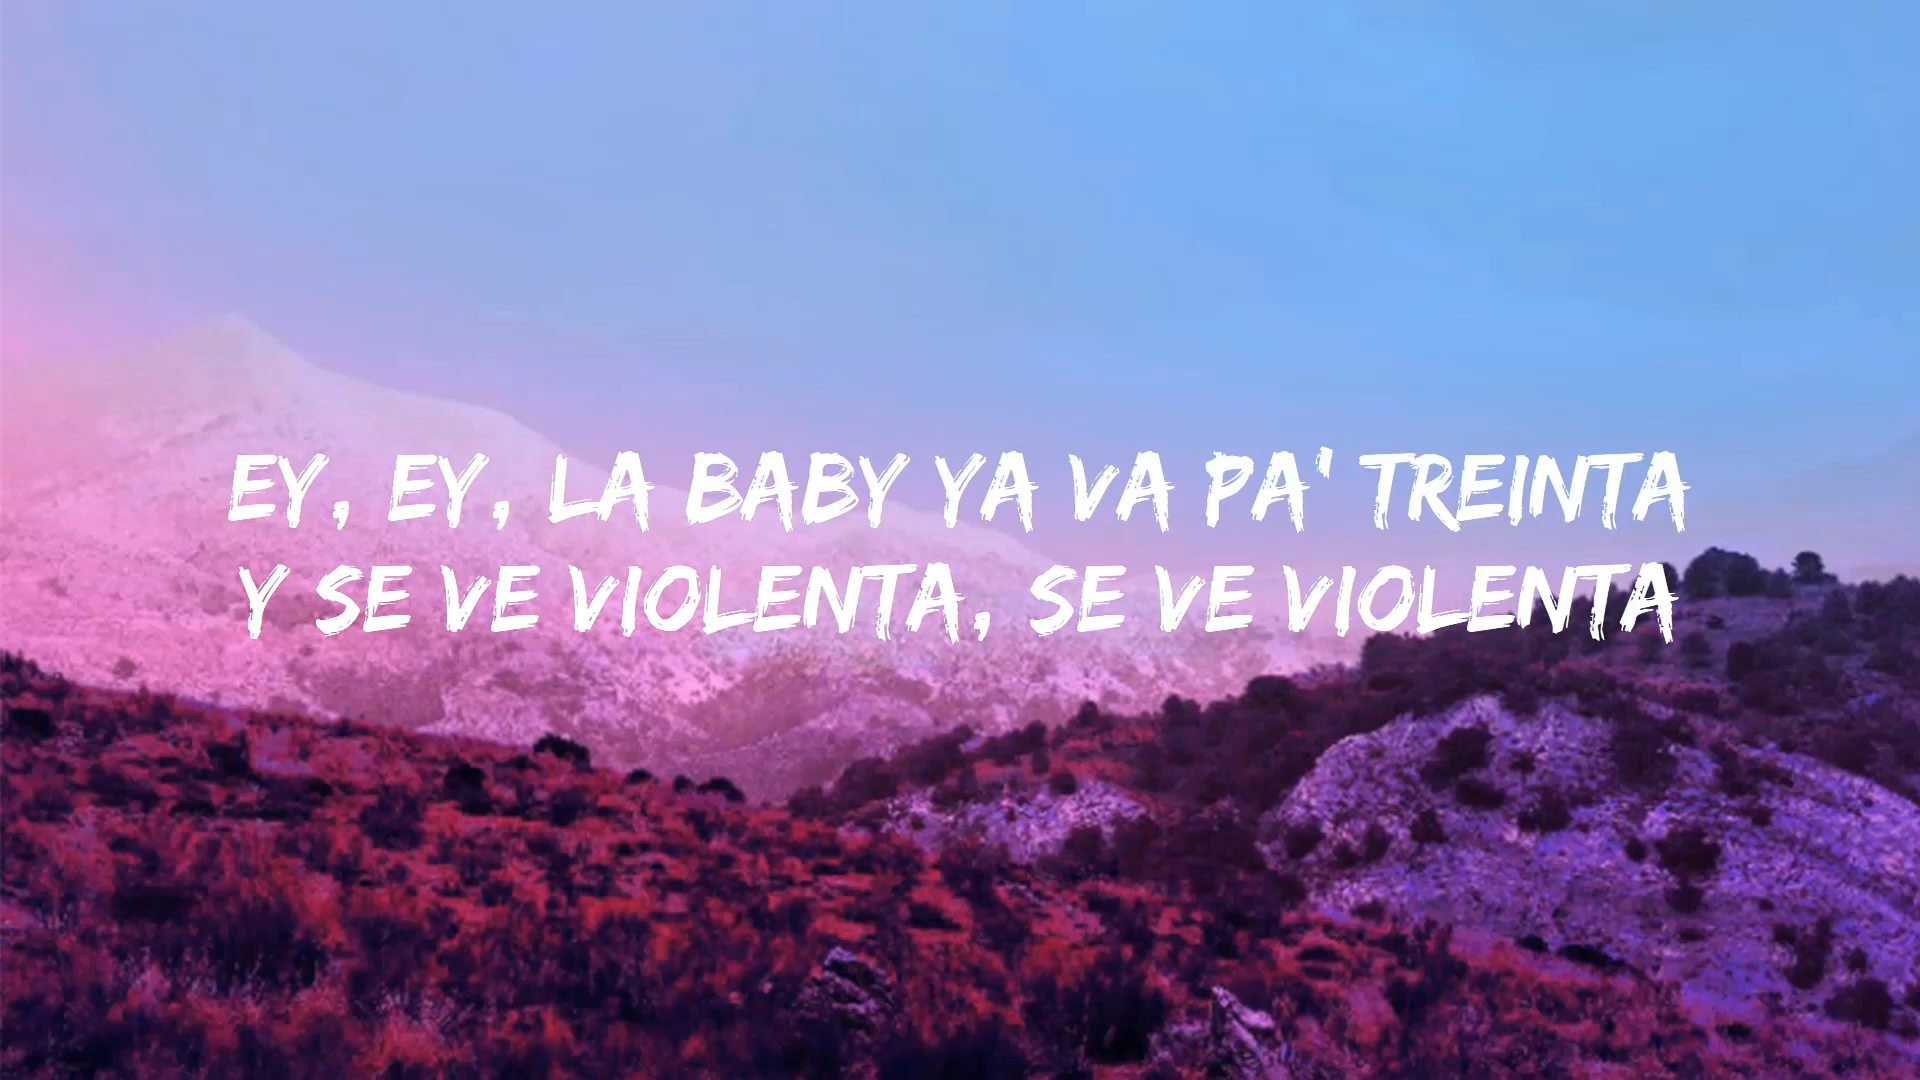 EY, EY, LA BABY YA VA PA' TREINTA
Y SE VE VIOLENTA, SE VE VIOLENTA